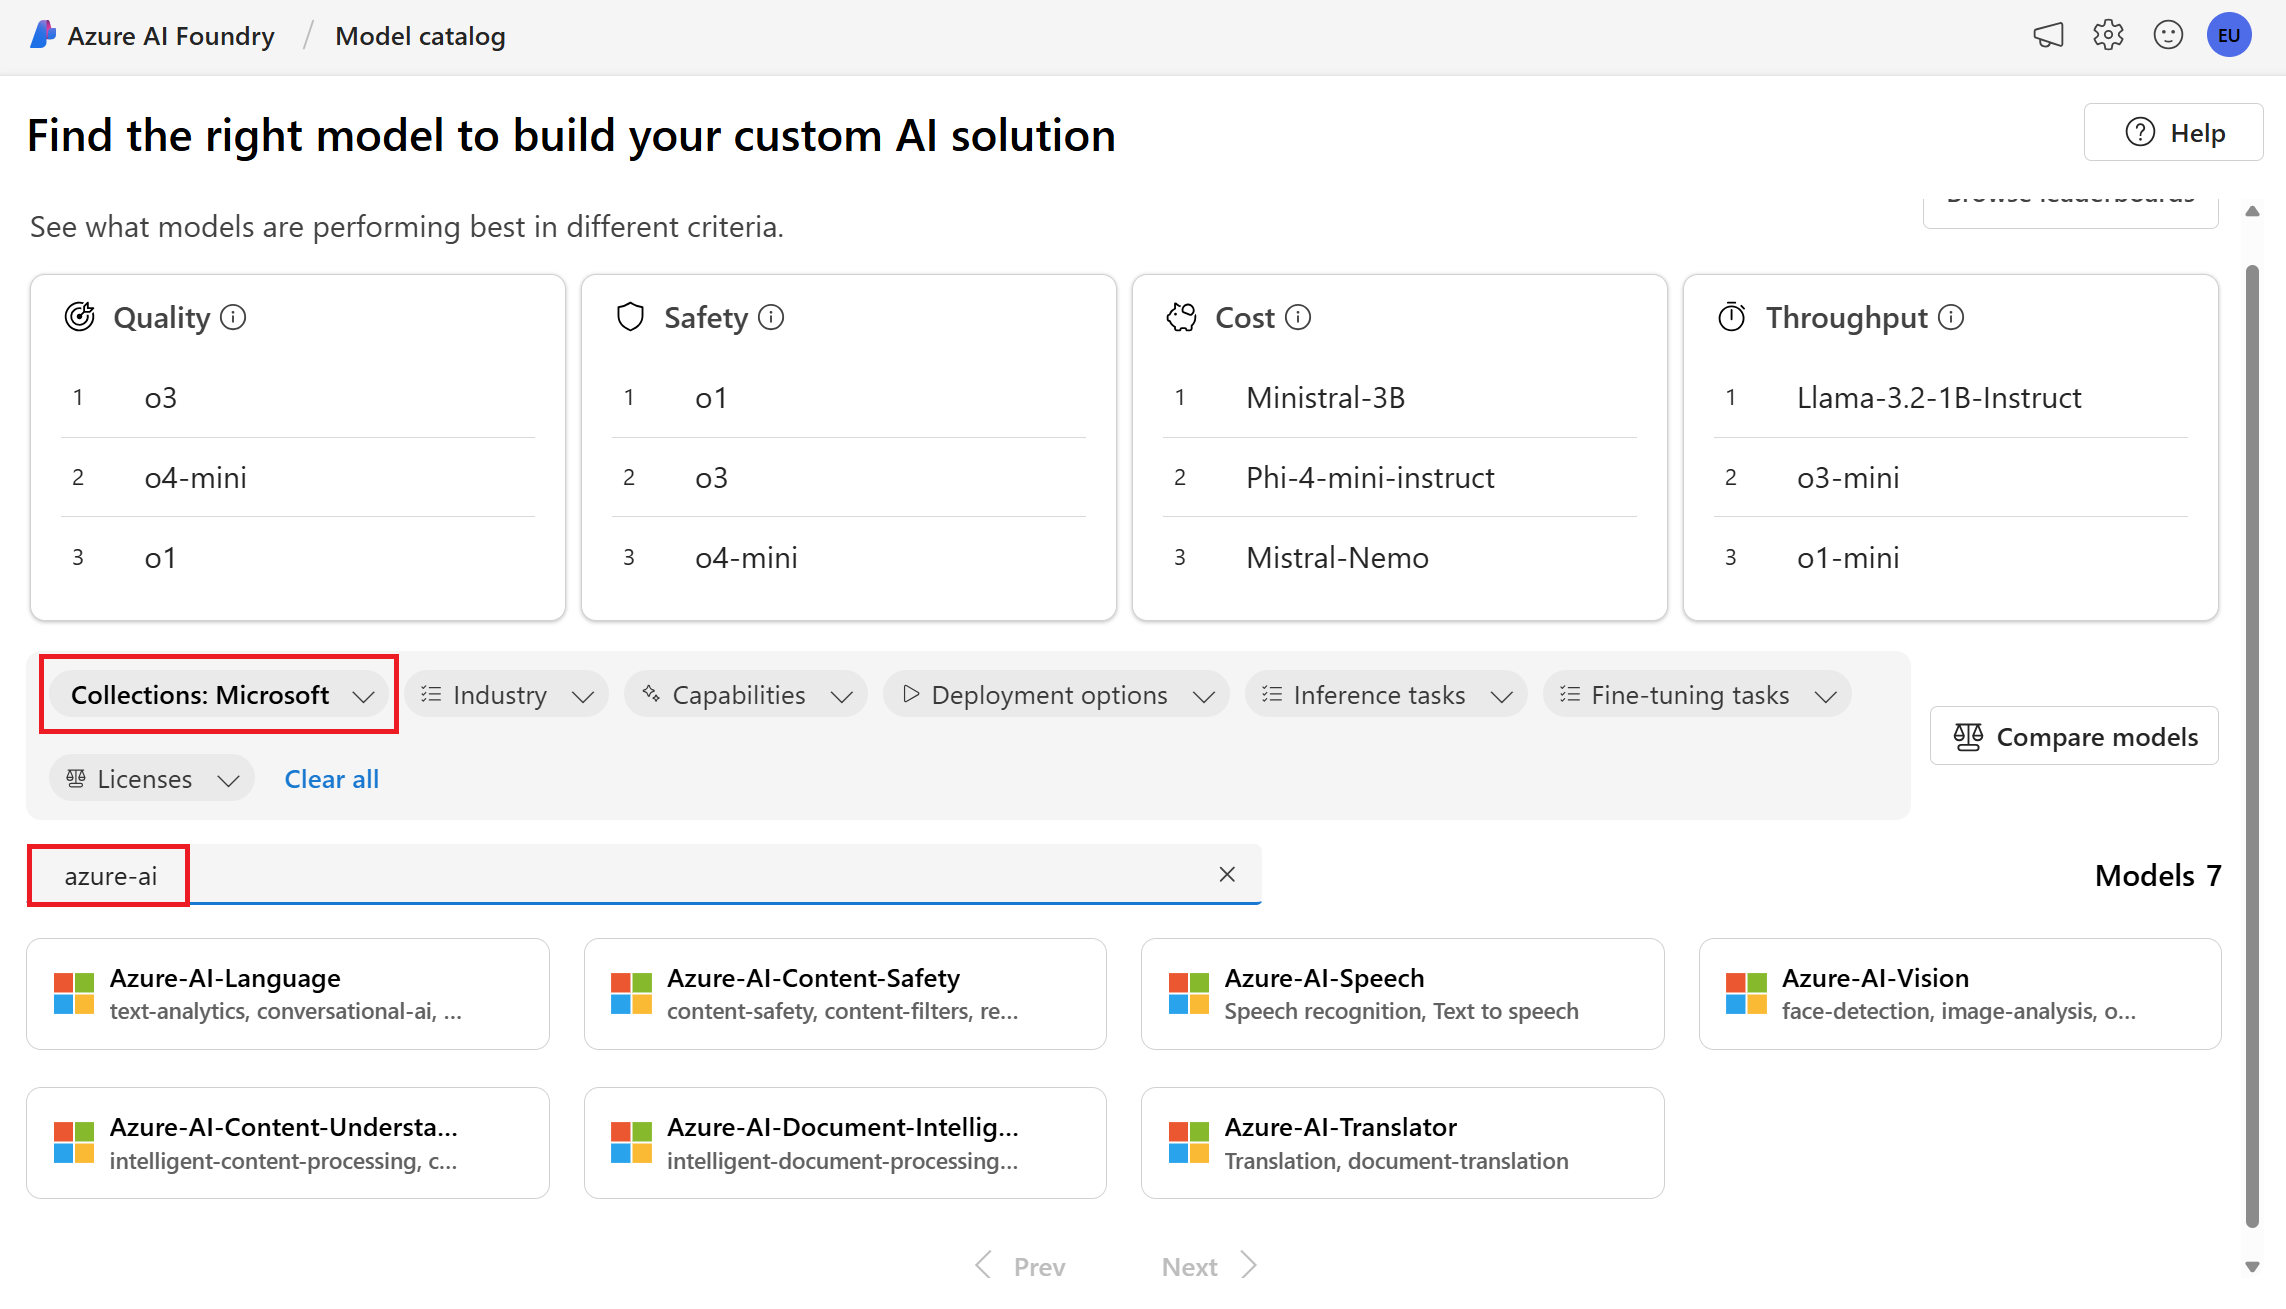 Azure AI Foundry / Model catalog
EU
Find the right model to build your custom AI solution
Help
Browse leaderboards
See what models are performing best in different criteria.
Quality
1 o3
2 o4-mini
3 o1
Safety
1 o1
2 o3
3 o4-mini
Cost
1 Ministral-3B
2 Phi-4-mini-instruct
3 Mistral-Nemo
Throughput
1 Llama-3.2-1B-Instruct
2 o3-mini
3 o1-mini
Collections: Microsoft
Industry
Capabilities
Deployment options
Inference tasks
Fine-tuning tasks
Licenses
Clear all
Compare models
azure-ai
Models 7
Azure-AI-Language
text-analytics, conversational-ai, ...
Azure-AI-Content-Safety
content-safety, content-filters, re...
Azure-AI-Speech
Speech recognition, Text to speech
Azure-AI-Vision
face-detection, image-analysis, o...
Azure-AI-Content-Understa...
intelligent-content-processing, c...
Azure-AI-Document-Intellig...
intelligent-document-processing...
Azure-AI-Translator
Translation, document-translation
Prev
Next